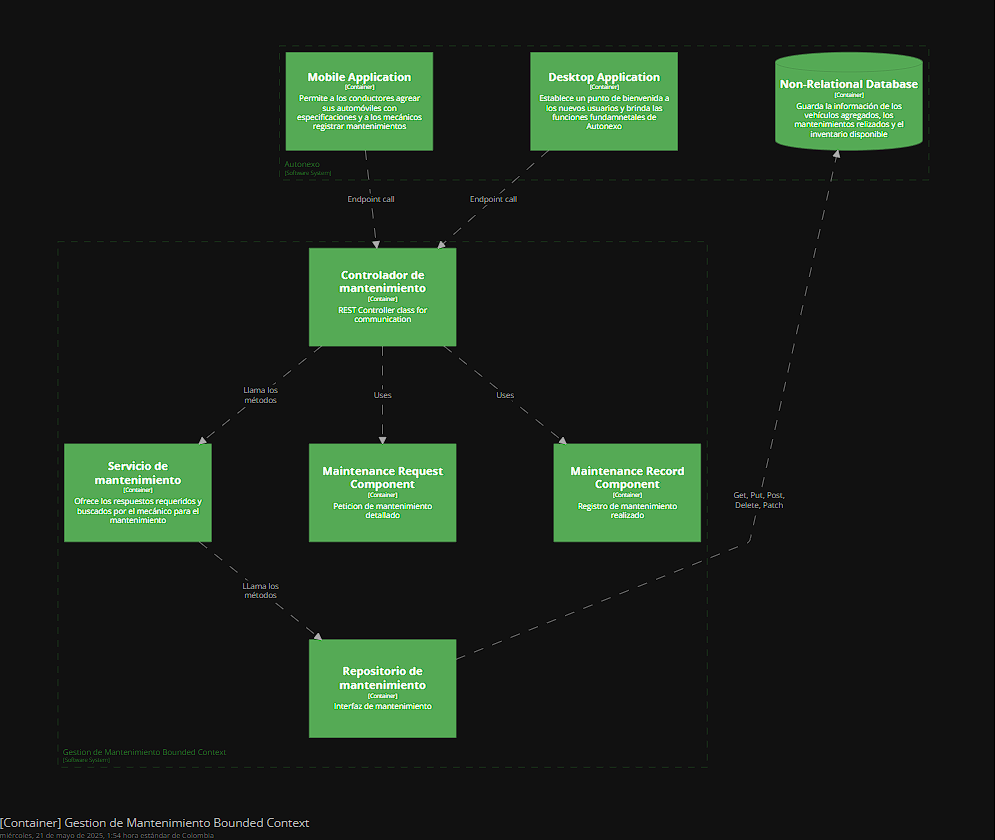 Mobile Application
[Container]
Permite a los conductores agrear
sus automóviles con
especificaciones y a los mecánicos
registrar mantenimientos
Desktop Application
[Container]
Establece un punto de bienvenida a
los nuevos usuarios y brinda las
funciones fundamnetales de
Autonexo
Non-Relational Database
[Container]
Guarda la información de los
vehículos agregados, los
mantenimientos relizados y el
inventario disponible
Autonexo
[Software System]
Endpoint call
Endpoint call
Controlador de
mantenimiento
[Container]
REST Controller class for
communication
Llama los
métodos
Uses
Uses
Servicio de
mantenimiento
[Container]
Ofrece los respuestos requeridos y
buscados por el mecánico para el
mantenimiento
Maintenance Request
Component
[Container]
Peticion de mantenimiento
detallado
Maintenance Record
Component
[Container]
Registro de mantenimiento
realizado
Get, Put, Post,
Delete, Patch
LLama los
métodos
Repositorio de
mantenimiento
[Container]
Interfaz de mantenimiento
Gestion de Mantenimiento Bounded Context
[Software System]
[Container] Gestion de Mantenimiento Bounded Context
miércoles, 21 de mayo de 2025, 1:54 hora estándar de Colombia